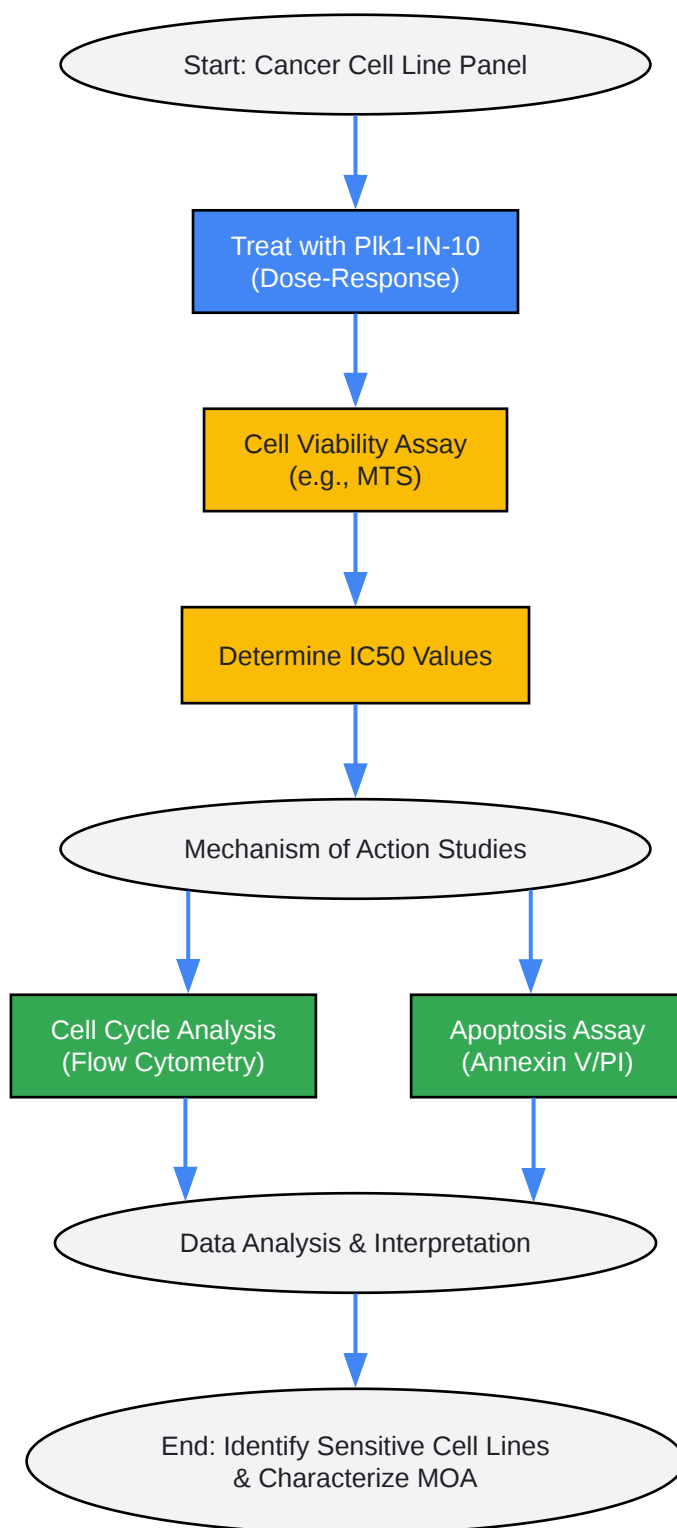 Start: Cancer Cell Line Panel
Treat with Plk1-IN-10
(Dose-Response)
Cell Viability Assay
(e.g., MTS)
Determine IC50 Values
Mechanism of Action Studies
Cell Cycle Analysis
(Flow Cytometry)
Apoptosis Assay
(Annexin V/PI)
Data Analysis & Interpretation
End: Identify Sensitive Cell Lines
& Characterize MOA